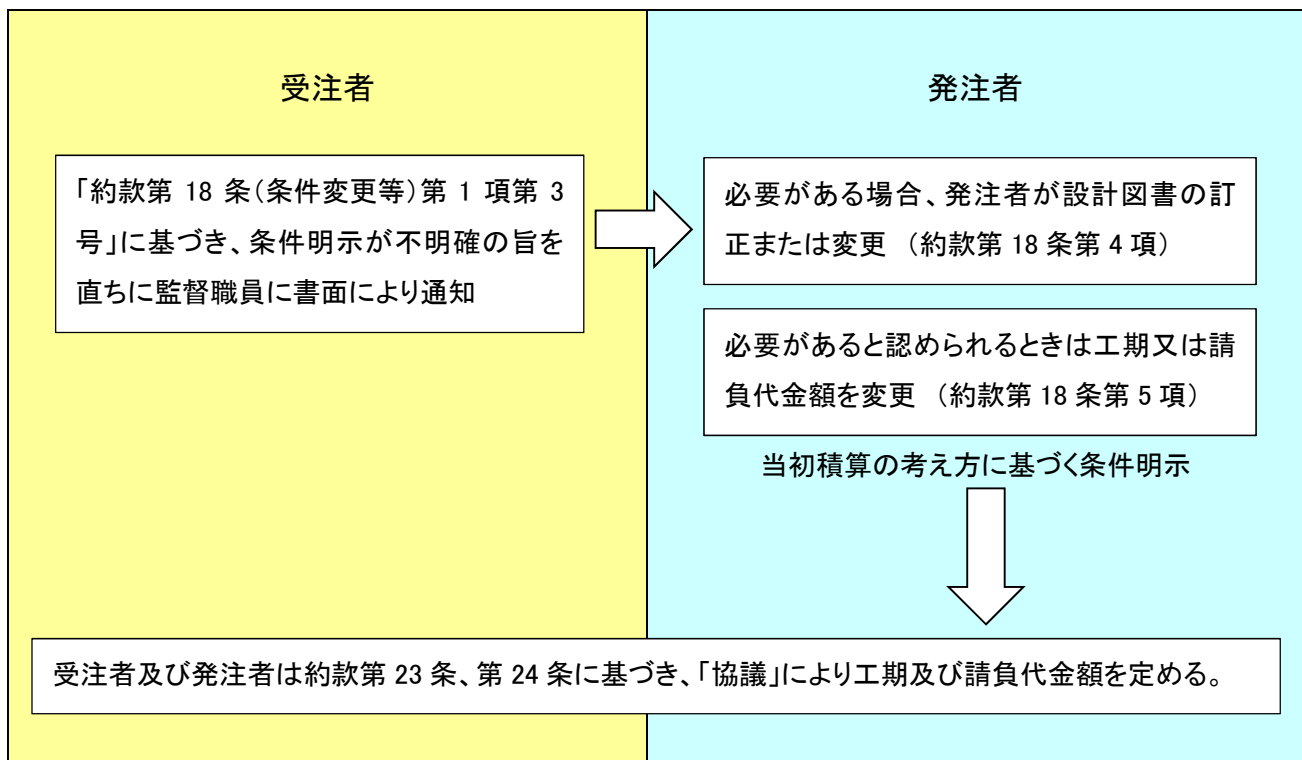 受注者
発注者
「約款第 18 条（条件変更等）第 1 項第 3
号」に基づき、条件明示が不明確の旨を
直ちに監督職員に書面により通知
必要がある場合、発注者が設計図書の訂
正または変更 （約款第 18 条第 4 項）
必要があると認められるときは工期又は請
負代金額を変更 （約款第 18 条第 5 項）
当初積算の考え方に基づく条件明示
受注者及び発注者は約款第 23 条、第 24 条に基づき、「協議」により工期及び請負代金額を定める。